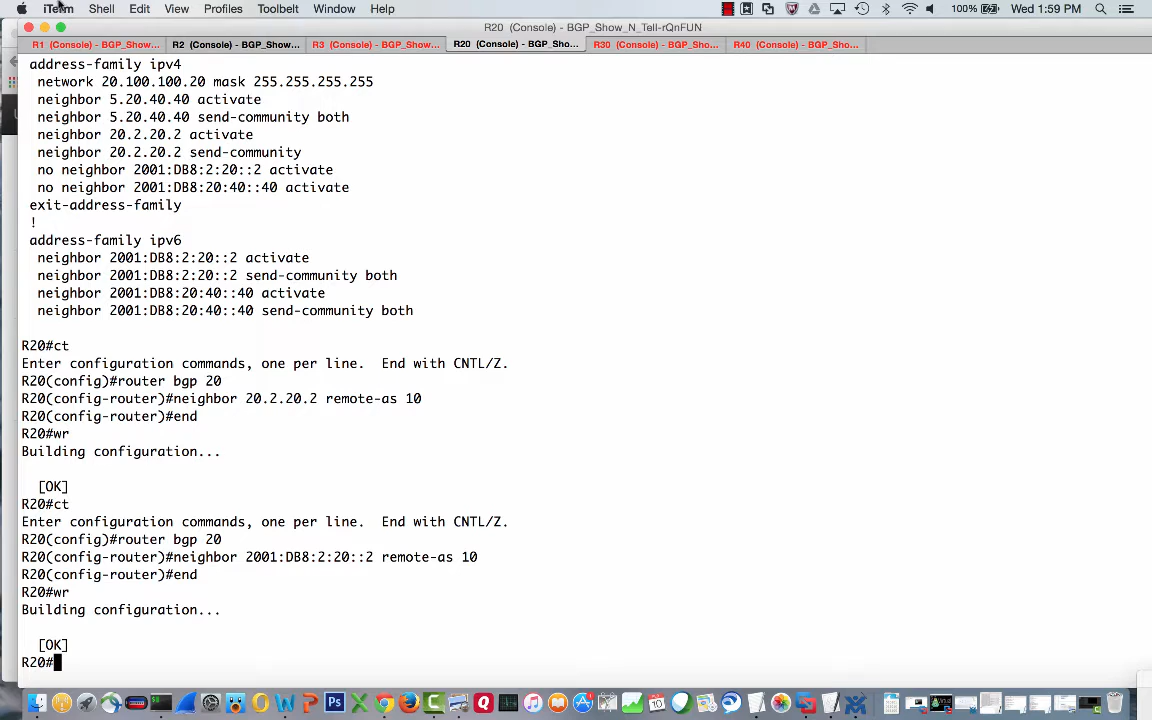 iTerm Shell Edit View Profiles Toolbelt Window Help 100% Wed 1:59 PM
R20 (Console) - BGP_Show_N_Tell-rQnFUN
R1 (Console) - BGP_Show... R2 (Console) - BGP_Show... R3 (Console) - BGP_Show... R20 (Console) - BGP_Sho... R30 (Console) - BGP_Sho... R40 (Console) - BGP_Sho...
address-family ipv4
network 20.100.100.20 mask 255.255.255.255
neighbor 5.20.40.40 activate
neighbor 5.20.40.40 send-community both
neighbor 20.2.20.2 activate
neighbor 20.2.20.2 send-community
no neighbor 2001:DB8:2:20::2 activate
no neighbor 2001:DB8:20:40::40 activate
exit-address-family
!
address-family ipv6
neighbor 2001:DB8:2:20::2 activate
neighbor 2001:DB8:2:20::2 send-community both
neighbor 2001:DB8:20:40::40 activate
neighbor 2001:DB8:20:40::40 send-community both
R20#ct
Enter configuration commands, one per line.  End with CNTL/Z.
R20(config)#router bgp 20
R20(config-router)#neighbor 20.2.20.2 remote-as 10
R20(config-router)#end
R20#wr
Building configuration...
[OK]
R20#ct
Enter configuration commands, one per line.  End with CNTL/Z.
R20(config)#router bgp 20
R20(config-router)#neighbor 2001:DB8:2:20::2 remote-as 10
R20(config-router)#end
R20#wr
Building configuration...
[OK]
R20#